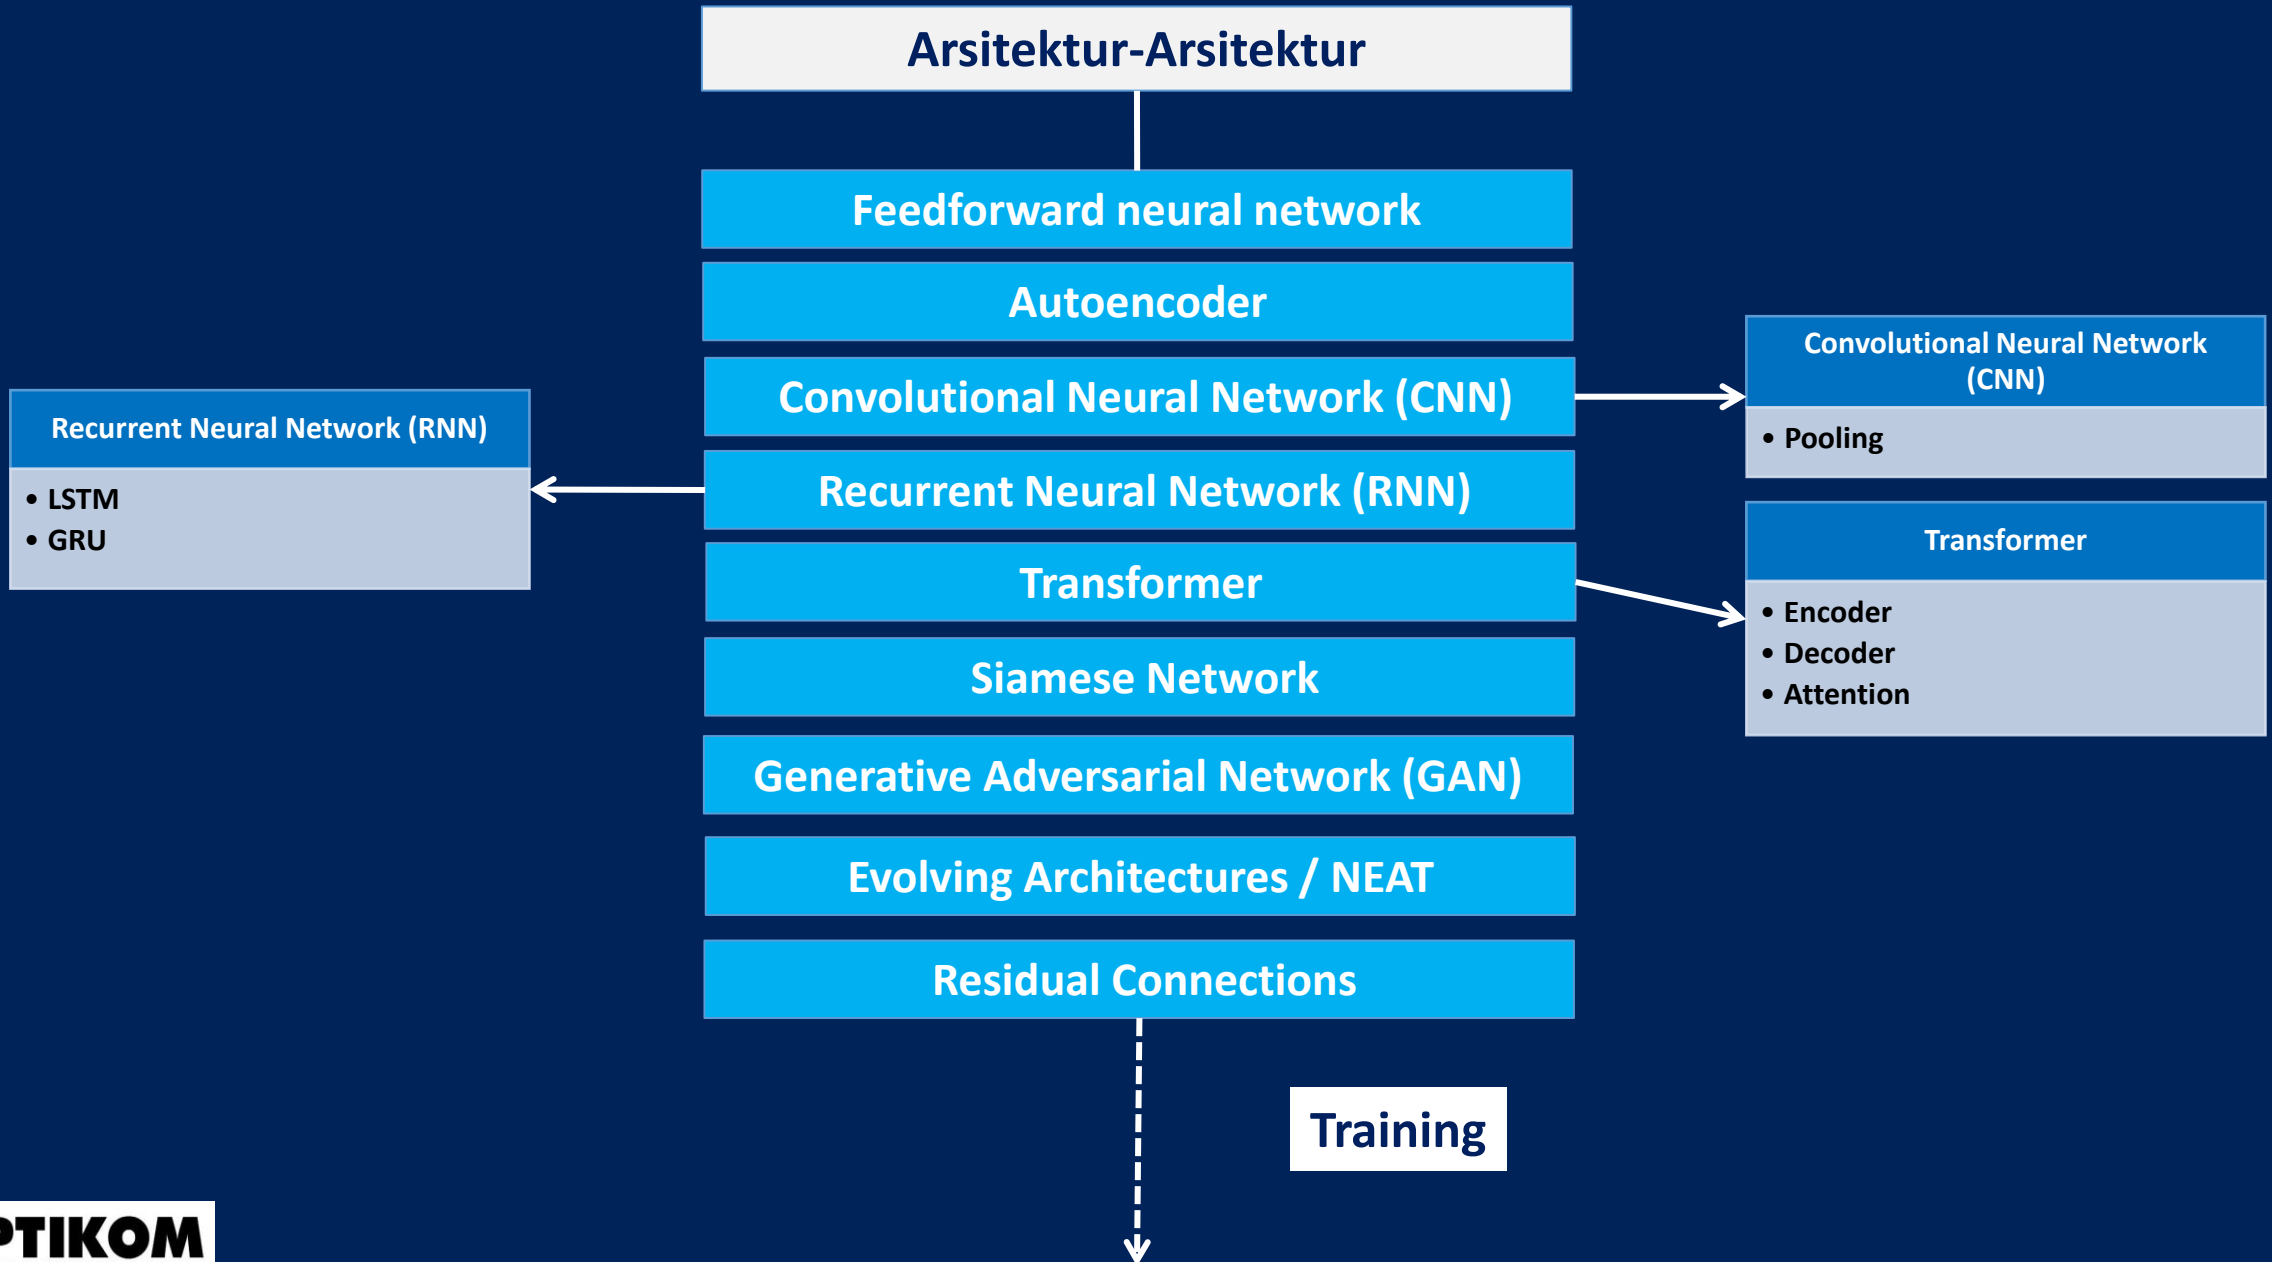 Arsitektur-Arsitektur
Feedforward neural network
Autoencoder
Convolutional Neural Network (CNN)
Recurrent Neural Network (RNN)
Transformer
Siamese Network
Generative Adversarial Network (GAN)
Evolving Architectures / NEAT
Residual Connections
Recurrent Neural Network (RNN)
• LSTM
• GRU
Convolutional Neural Network
(CNN)
• Pooling
Transformer
• Encoder
• Decoder
• Attention
Training
PTIKOM